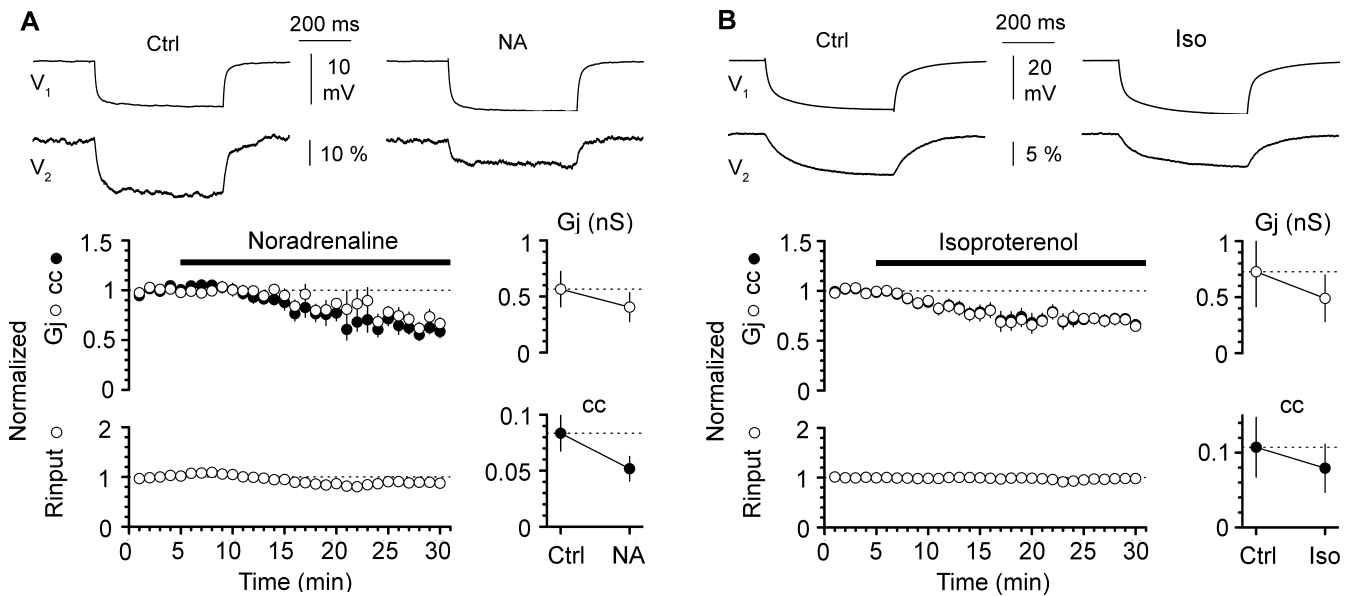 A
B
200 ms
Ctrl
NA
10
mV
V1
10 %
V2
200 ms
Ctrl
Iso
20
mV
V1
5 %
V2
Noradrenaline
Normalized
Gj ○ cc ●
1.5
1
0.5
0
Rinput ○
2
1
0
0 5 10 15 20 25 30
Time (min)
Gj (nS)
1
0.5
0
cc
0.1
0.05
0
Ctrl NA
Isoproterenol
Normalized
Gj ○ cc ●
1.5
1
0.5
0
Rinput ○
2
1
0
0 5 10 15 20 25 30
Time (min)
Gj (nS)
1
0.5
0
cc
0.1
0
Ctrl Iso